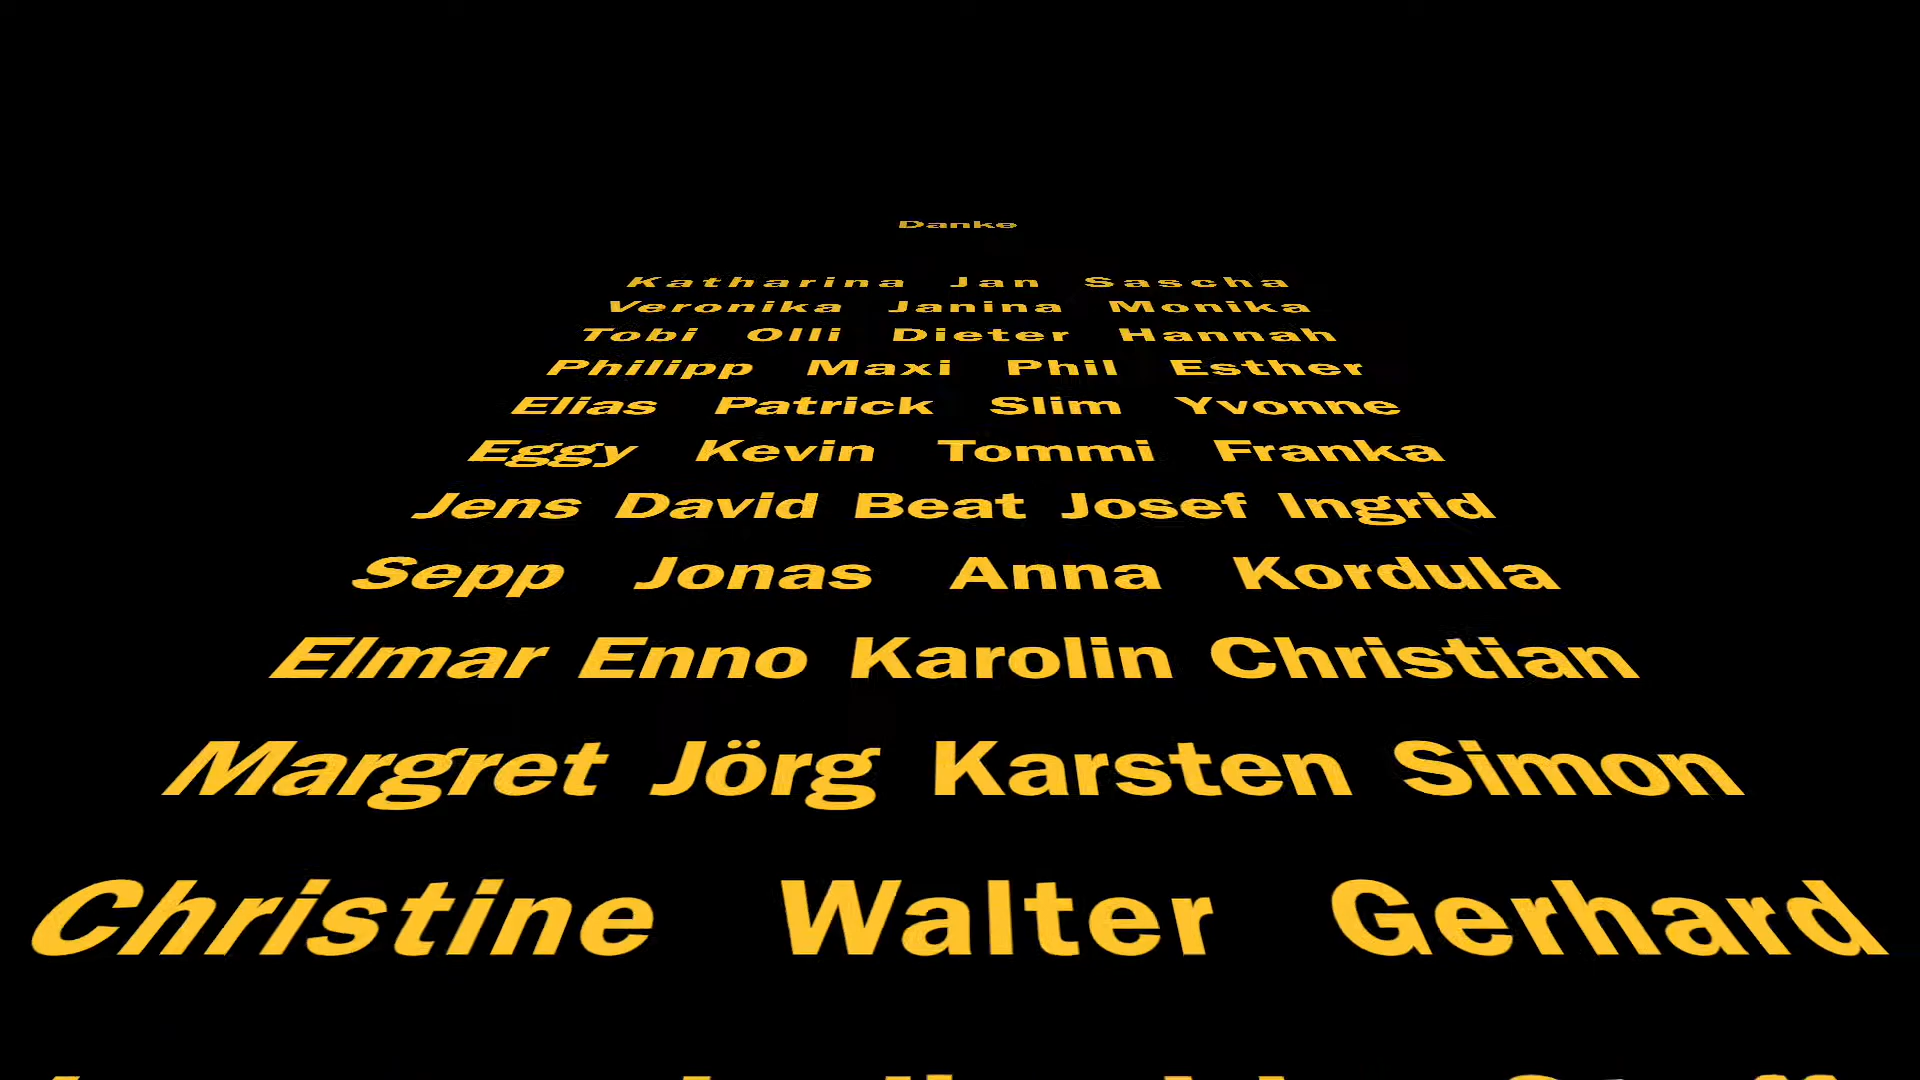 Danke
Katharina Jan Sascha
Veronika Janina Monika
Tobi Olli Dieter Hannah
Philipp Maxi Phil Esther
Elias Patrick Slim Yvonne
Eggy Kevin Tommi Franka
Jens David Beat Josef Ingrid
Sepp Jonas Anna Kordula
Elmar Enno Karolin Christian
Margret Jörg Karsten Simon
Christine Walter Gerhard